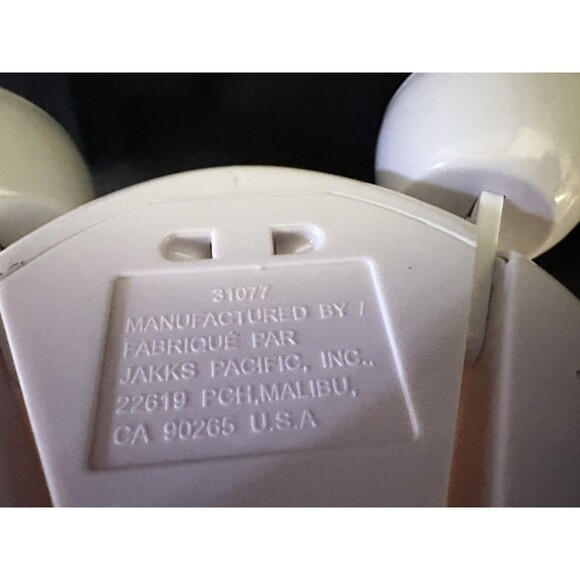 31077
MANUFACTURED BY /
FABRIQUÉ PAR
JAKKS PACIFIC, INC.,
22619 PCH,MALIBU,
CA 90265 U.S.A